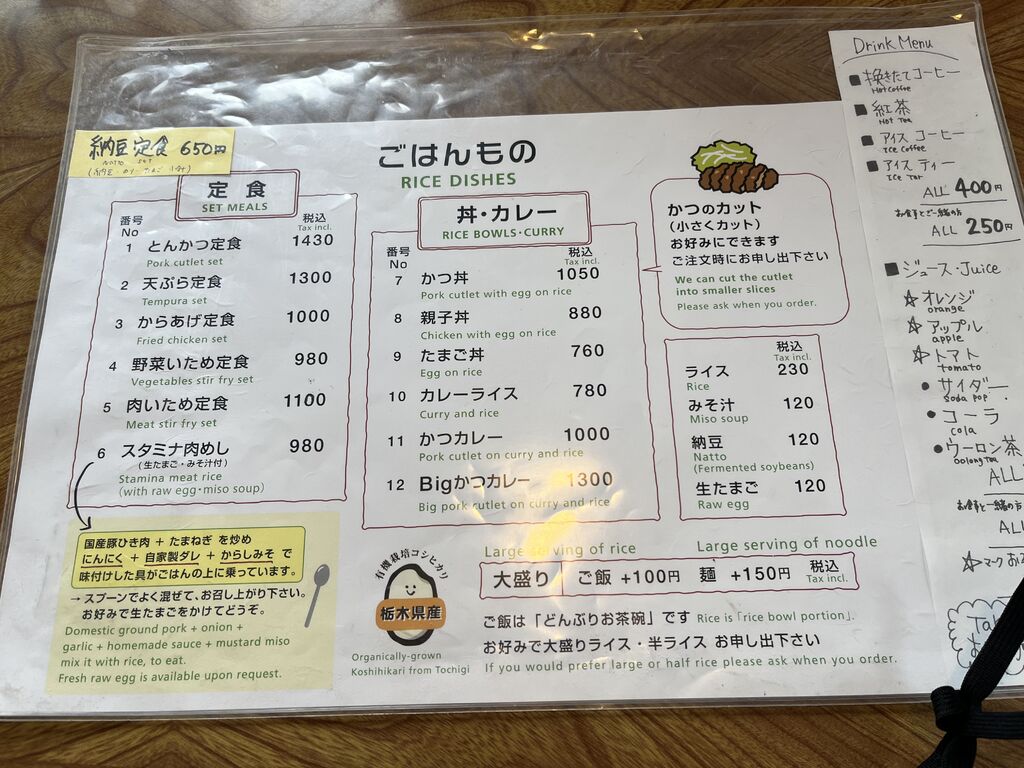 納豆定食 650円
NATTO SET
ごはんもの
RICE DISHES
定食
SET MEALS
番号
No
税込
Tax incl.
1 とんかつ定食 1430
Pork cutlet set
2 天ぷら定食 1300
Tempura set
3 からあげ定食 1000
Fried chicken set
4 野菜いため定食 980
Vegetables stir fry set
5 肉いため定食 1100
Meat stir fry set
6 スタミナ肉めし 980
(生たまご・みそ汁付)
Stamina meat rice
(with raw egg・miso soup)
国産豚ひき肉 + たまねぎ を炒め
にんにく + 自家製ダレ + からしみそ で
味付けした具がごはんの上に乗っています。
→ スプーンでよく混ぜて、お召し上がり下さい。
お好みで生たまごをかけてどうぞ。
Domestic ground pork + onion +
garlic + homemade sauce + mustard miso
mix it with rice, to eat.
Fresh raw egg is available upon request.
丼・カレー
RICE BOWLS・CURRY
番号
No
税込
Tax incl.
7 かつ丼 1050
Pork cutlet with egg on rice
8 親子丼 880
Chicken with egg on rice
9 たまご丼 760
Egg on rice
10 カレーライス 780
Curry and rice
11 かつカレー 1000
Pork cutlet on curry and rice
12 Bigかつカレー 1300
Big pork cutlet on curry and rice
かつのカット
(小さくカット)
お好みにできます
ご注文時にお申し出下さい
We can cut the cutlet
into smaller slices
Please ask when you order.
税込
Tax incl.
ライス 230
Rice
みそ汁 120
Miso soup
納豆 120
Natto
(Fermented soybeans)
生たまご 120
Raw egg
有機栽培コシヒカリ
栃木県産
Organically-grown
Koshihikari from Tochigi
Large serving of rice
Large serving of noodle
大盛り ご飯 +100円 麺 +150円 税込
Tax incl.
ご飯は「どんぶりお茶碗」です Rice is「rice bowl portion」.
お好みで大盛りライス・半ライス お申し出下さい
If you would prefer large or half rice please ask when you order.
Drink Menu
■挽きたてコーヒー
Hot Coffee
■紅茶
Hot Tea
■アイス コーヒー
Ice Coffee
■アイス ティー
ALL 400円
お食事とご一緒の方
ALL 250円
■ジュース・Juice
☆オレンジ
orange
☆アップル
apple
☆トマト
tomato
●サイダー
soda pop
●コーラ
cola
●ウーロン茶
oolong Tea
ALL
お食事と一緒の方
ALL